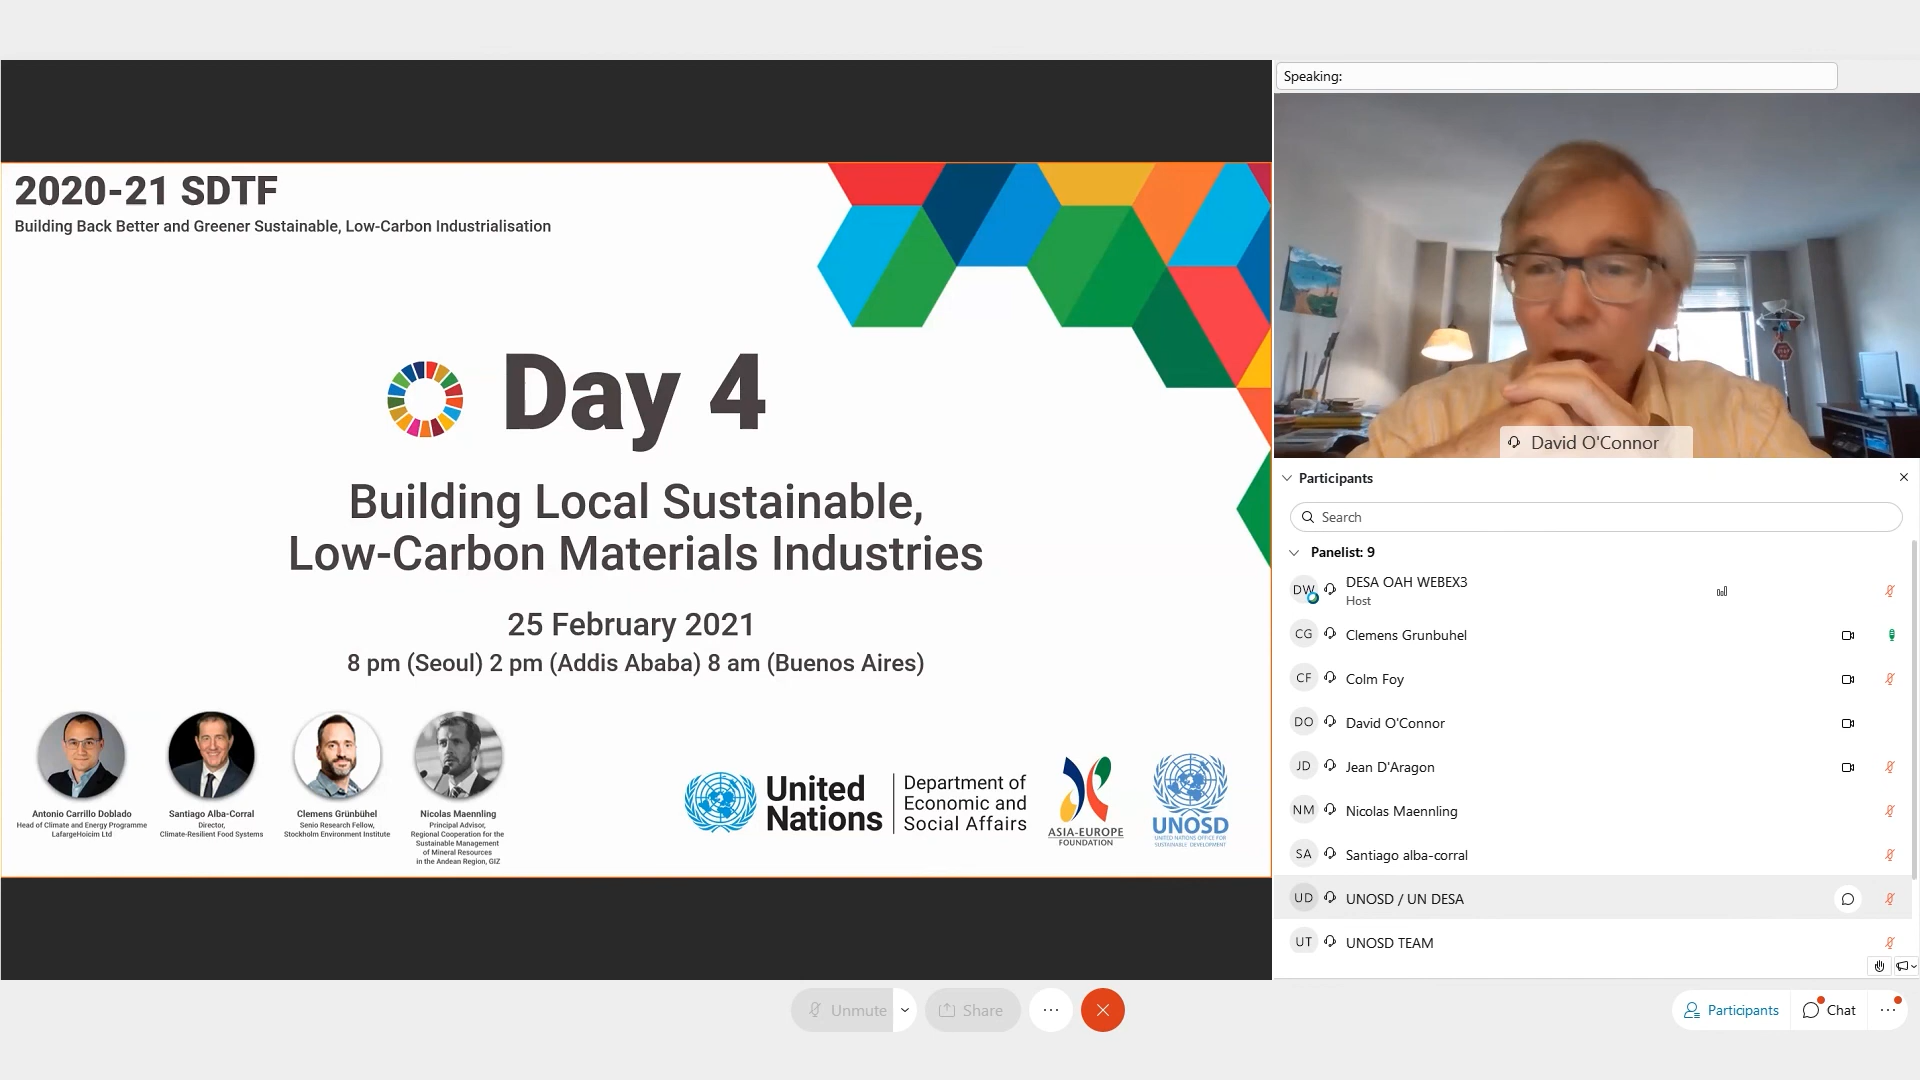 2020-21 SDTF
Building Back Better and Greener Sustainable, Low-Carbon Industrialisation
Day 4
Building Local Sustainable,
Low-Carbon Materials Industries
25 February 2021
8 pm (Seoul) 2 pm (Addis Ababa) 8 am (Buenos Aires)
Antonio Carrillo Doblado
Head of Climate and Energy Programme
LafargeHolcim Ltd
Santiago Alba-Corral
Director,
Climate-Resilient Food Systems
Clemens Grünbühel
Senio Research Fellow,
Stockholm Environment Institute
Nicolas Maennling
Principal Advisor,
Regional Cooperation for the
Sustainable Management
of Mineral Resources
in the Andean Region, GIZ
United
Nations
Department of
Economic and
Social Affairs
ASIA-EUROPE
FOUNDATION
UNOSD
UNITED NATIONS OFFICE FOR
SUSTAINABLE DEVELOPMENT
Speaking:
David O'Connor
Participants
Search
Panelist: 9
DW
DESA OAH WEBEX3
Host
CG
Clemens Grunbuhel
CF
Colm Foy
DO
David O'Connor
JD
Jean D'Aragon
NM
Nicolas Maennling
SA
Santiago alba-corral
UD
UNOSD / UN DESA
UT
UNOSD TEAM
Unmute
Share
Participants
Chat